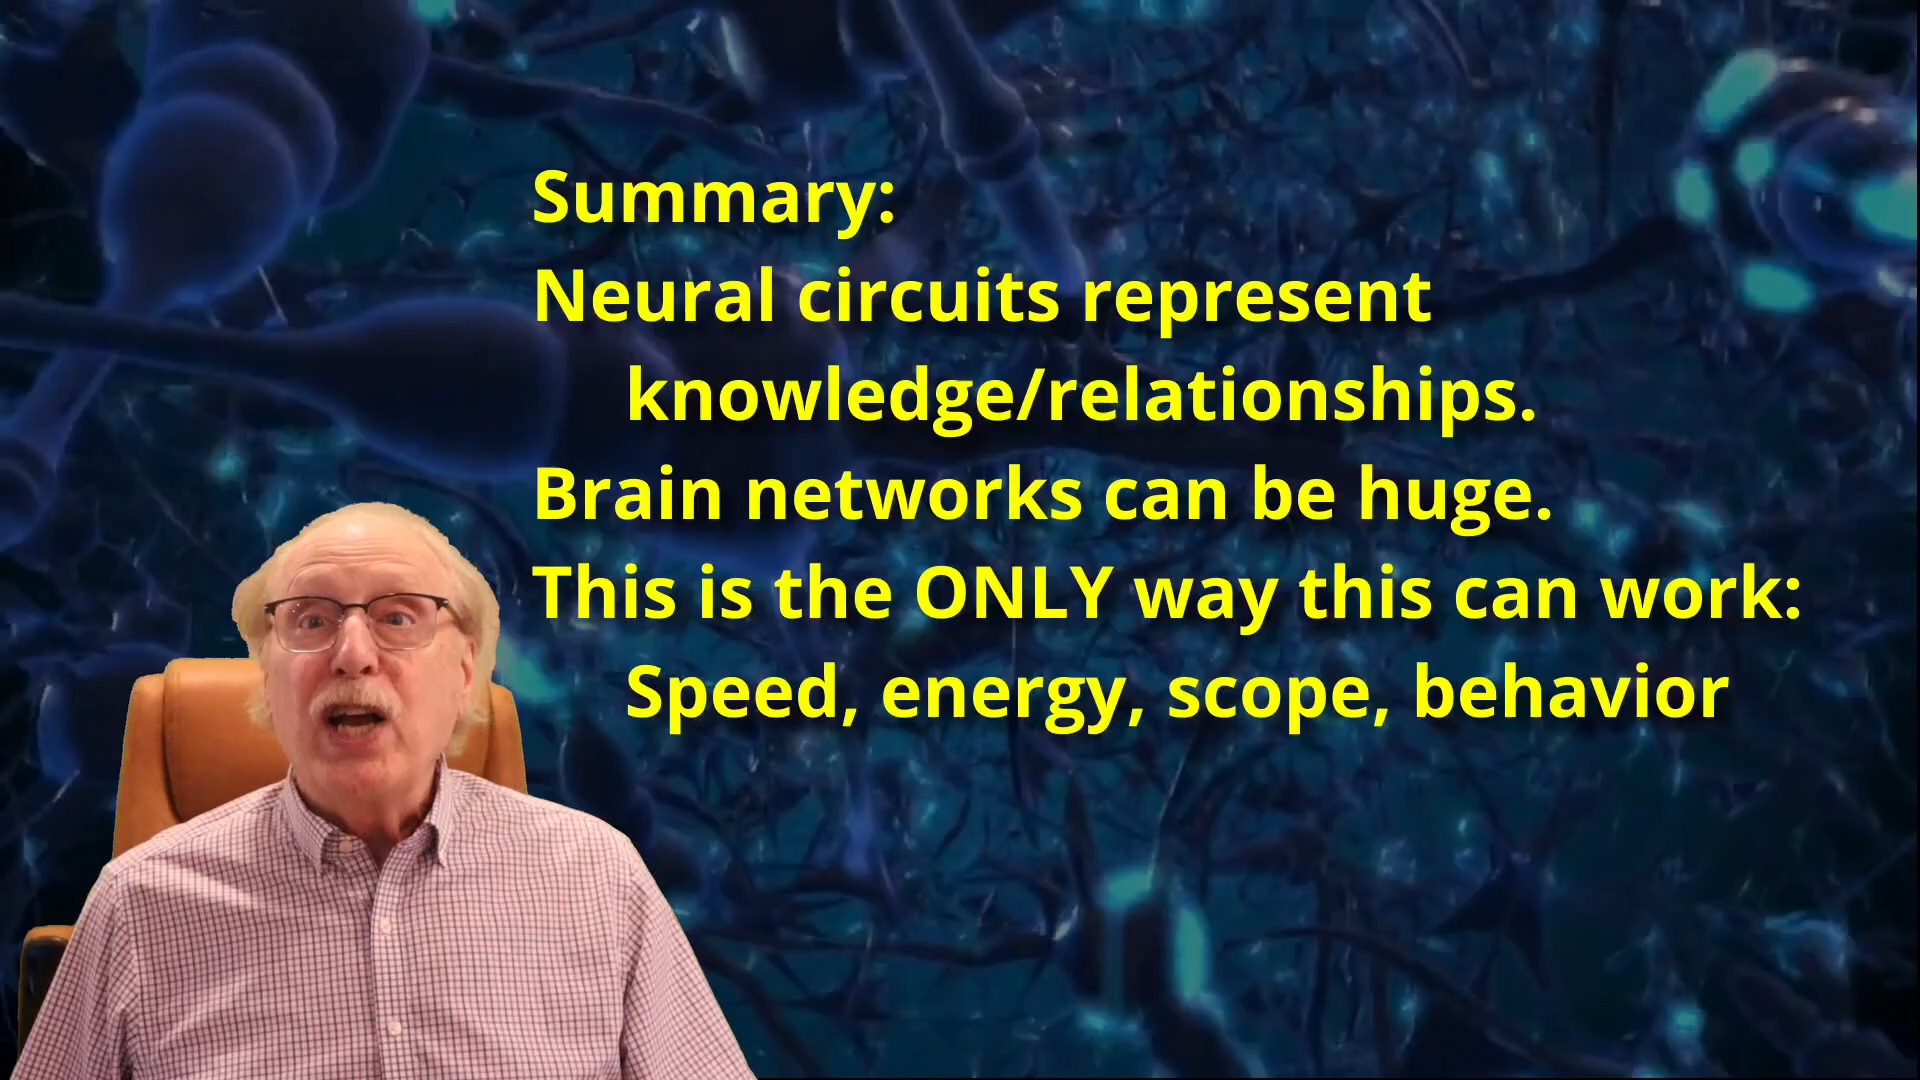 Summary:
Neural circuits represent
knowledge/relationships.
Brain networks can be huge.
This is the ONLY way this can work:
Speed, energy, scope, behavior